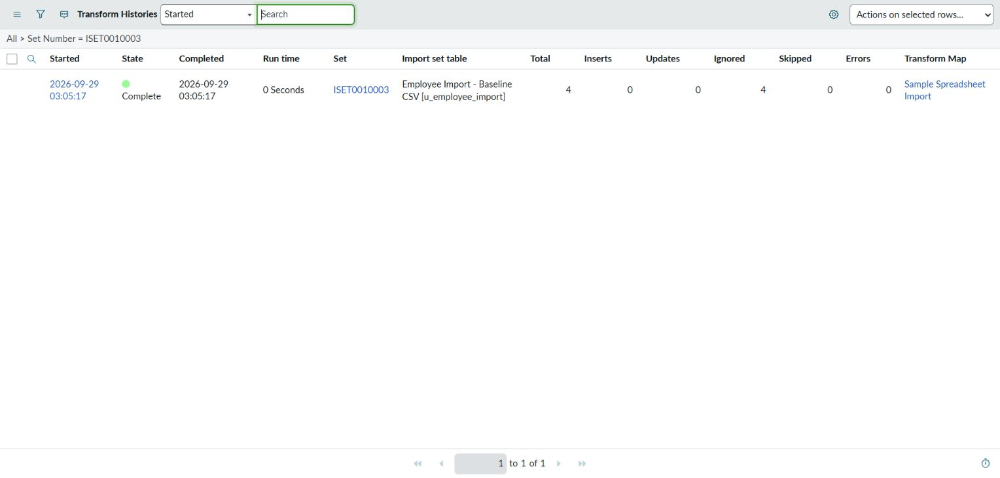 Transform Histories Started Search Actions on selected rows...
All > Set Number = ISET0010003
Started State Completed Run time Set Import set table Total Inserts Updates Ignored Skipped Errors Transform Map
2026-09-29 03:05:17 Complete 2026-09-29 03:05:17 0 Seconds ISET0010003 Employee Import - Baseline CSV [u_employee_import] 4 0 0 4 0 0 Sample Spreadsheet Import
1 to 1 of 1